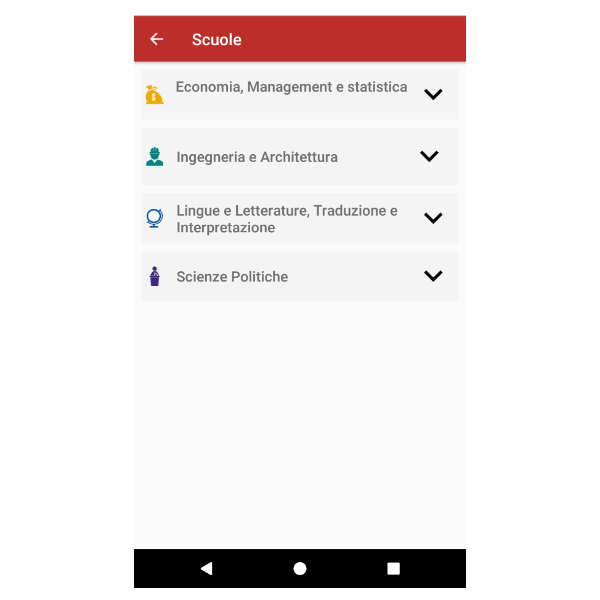 Scuole
Economia, Management e statistica
Ingegneria e Architettura
Lingue e Letterature, Traduzione e
Interpretazione
Scienze Politiche